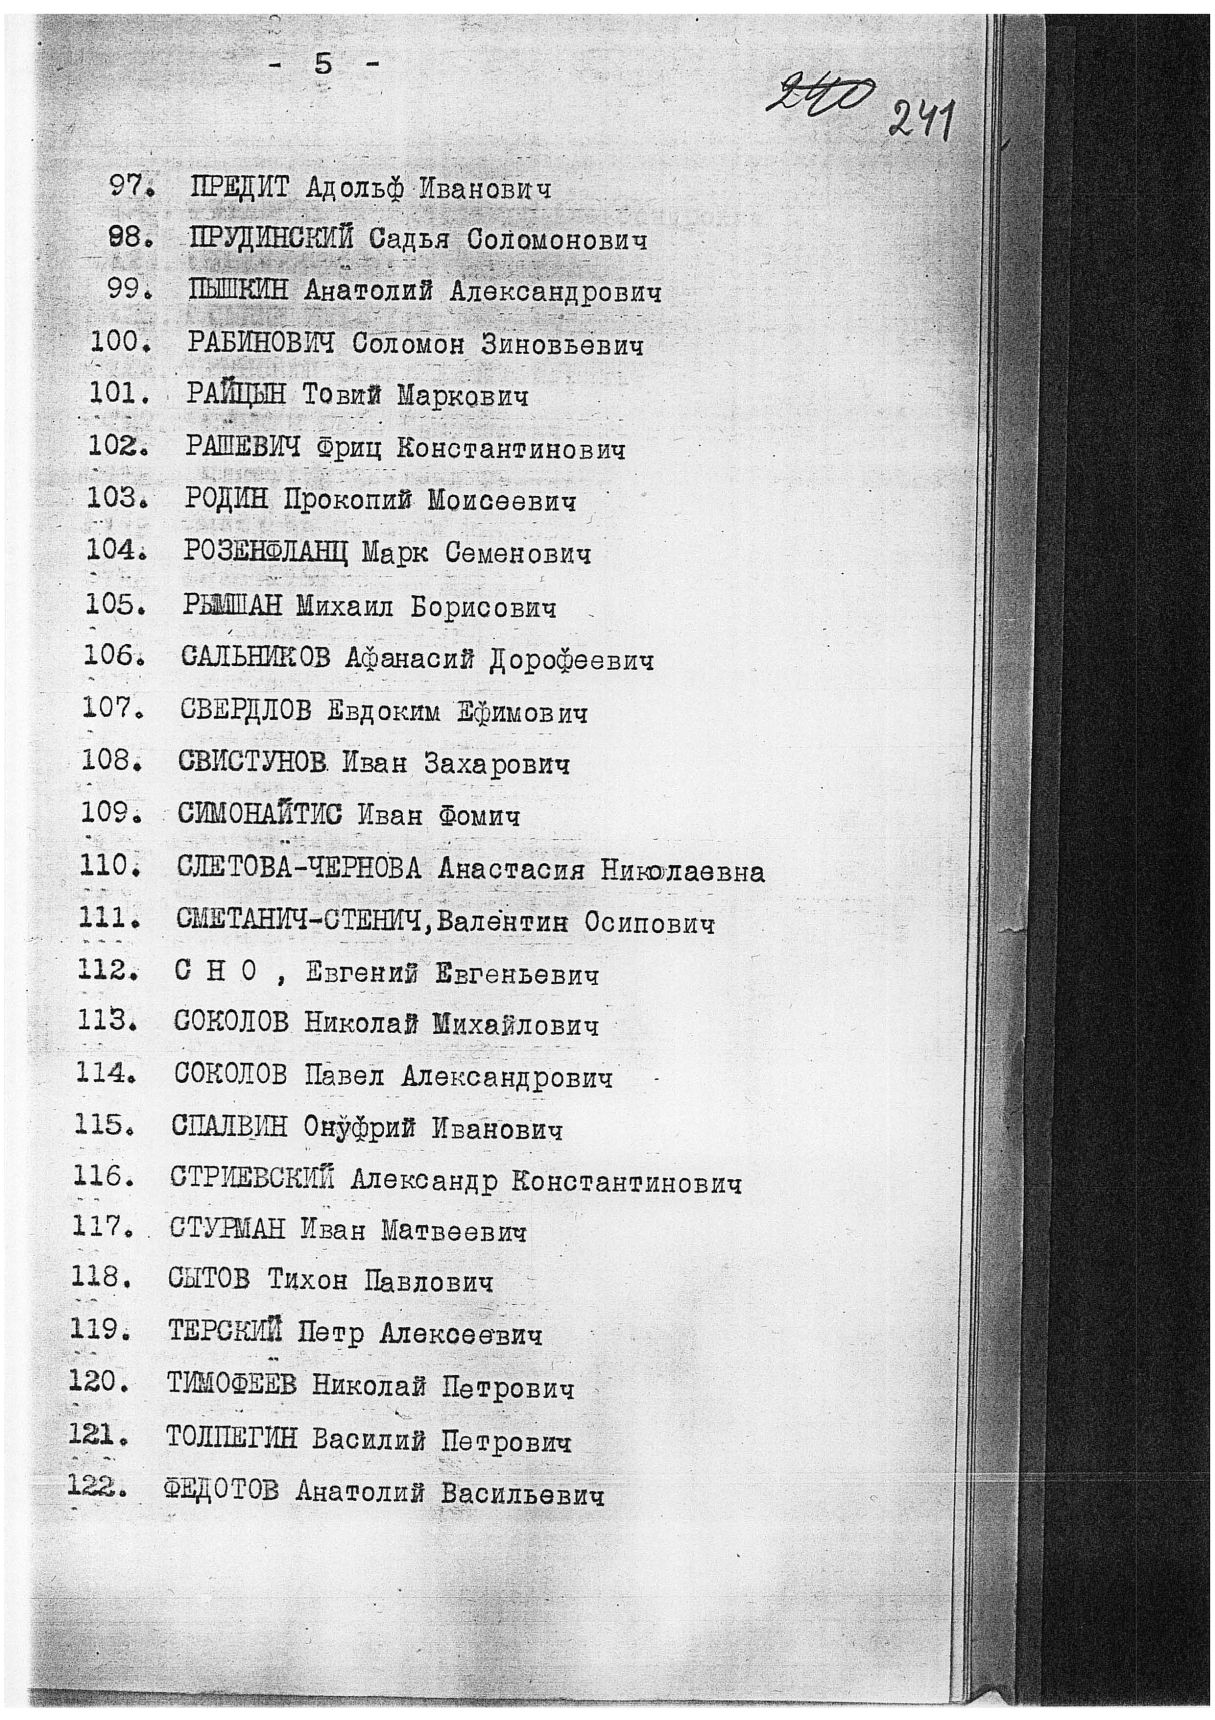 - 5 -
240 241
97. ПРЕДИТ Адольф Иванович
98. ПРУДИНСКИЙ Садья Соломонович
99. ПЫШКИН Анатолий Александрович
100. РАБИНОВИЧ Соломон Зиновьевич
101. РАЙЦЫН Товий Маркович
102. РАШЕВИЧ Фриц Константинович
103. РОДИН Прокопий Моисеевич
104. РОЗЕНФЛАНЦ Марк Семенович
105. РЫМШАН Михаил Борисович
106. САЛЬНИКОВ Афанасий Дорофеевич
107. СВЕРДЛОВ Евдоким Ефимович
108. СВИСТУНОВ Иван Захарович
109. СИМОНАЙТИС Иван Фомич
110. СЛЕТОВА-ЧЕРНОВА Анастасия Николаевна
111. СМЕТАНИЧ-СТЕНИЧ,Валентин Осипович
112. С Н О , Евгений Евгеньевич
113. СОКОЛОВ Николай Михайлович
114. СОКОЛОВ Павел Александрович
115. СПАЛВИН Онуфрий Иванович
116. СТРИЕВСКИЙ Александр Константинович
117. СТУРМАН Иван Матвеевич
118. СЫТОВ Тихон Павлович
119. ТЕРСКИЙ Петр Алексеевич
120. ТИМОФЕЕВ Николай Петрович
121. ТОЛПЕГИН Василий Петрович
122. ФЕДОТОВ Анатолий Васильевич